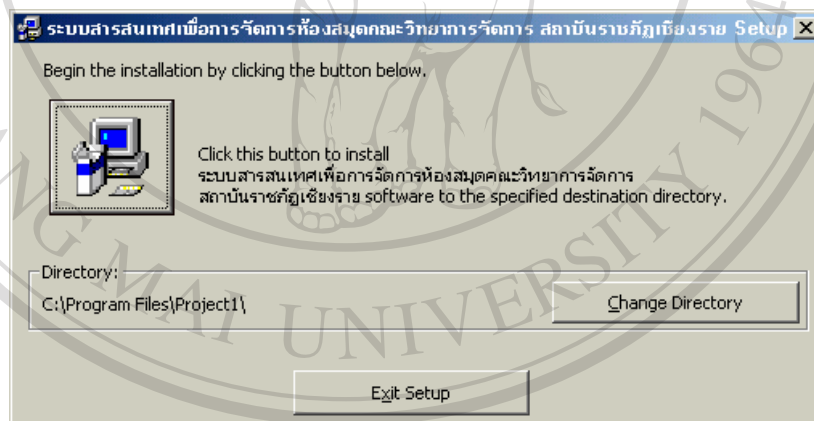 ระบบสารสนเทศเพื่อการจัดการห้องสมุดคณะวิทยาการจัดการ สถาบันราชภัฏเชียงราย Setup
Begin the installation by clicking the button below.
Click this button to install
ระบบสารสนเทศเพื่อการจัดการห้องสมุดคณะวิทยาการจัดการ
สถาบันราชภัฏเชียงราย software to the specified destination directory.
Directory:
C:\Program Files\Project1\
Change Directory
Exit Setup
NG MAI UNIVERSITY 1964